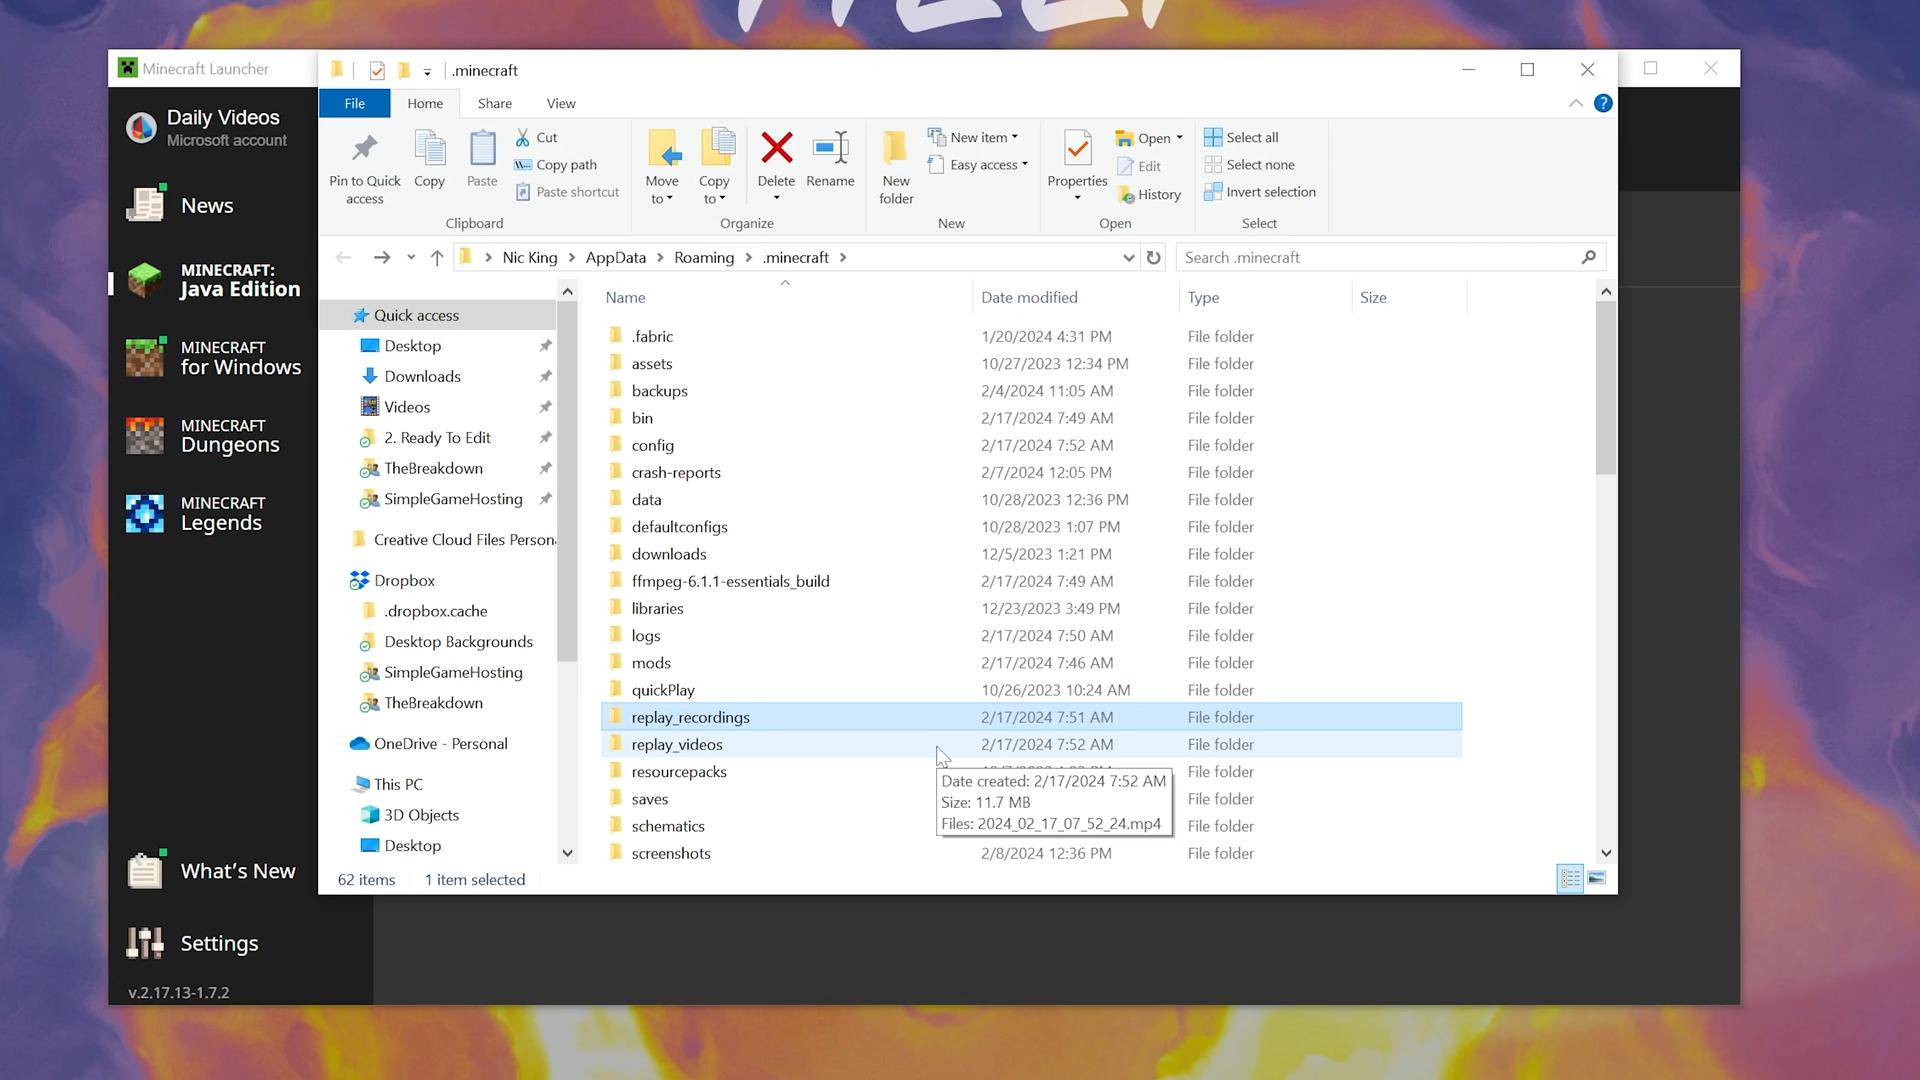 HELP
Minecraft Launcher
.minecraft
Daily Videos
Microsoft account
News
MINECRAFT:
Java Edition
MINECRAFT
for Windows
MINECRAFT
Dungeons
MINECRAFT
Legends
What's New
Settings
v.2.17.13-1.7.2
File
Home
Share
View
Pin to Quick
access
Copy
Paste
Cut
Copy path
Paste shortcut
Clipboard
Move
to
Copy
to
Delete
Rename
Organize
New
folder
New item
Easy access
New
Properties
Open
Edit
History
Open
Select all
Select none
Invert selection
Select
Nic King
AppData
Roaming
.minecraft
Search .minecraft
Quick access
Desktop
Downloads
Videos
2. Ready To Edit
TheBreakdown
SimpleGameHosting
Creative Cloud Files Person
Dropbox
.dropbox.cache
Desktop Backgrounds
SimpleGameHosting
TheBreakdown
OneDrive - Personal
This PC
3D Objects
Desktop
Name Date modified Type Size
.fabric 1/20/2024 4:31 PM File folder
assets 10/27/2023 12:34 PM File folder
backups 2/4/2024 11:05 AM File folder
bin 2/17/2024 7:49 AM File folder
config 2/17/2024 7:52 AM File folder
crash-reports 2/7/2024 12:05 PM File folder
data 10/28/2023 12:36 PM File folder
defaultconfigs 10/28/2023 1:07 PM File folder
downloads 12/5/2023 1:21 PM File folder
ffmpeg-6.1.1-essentials_build 2/17/2024 7:49 AM File folder
libraries 12/23/2023 3:49 PM File folder
logs 2/17/2024 7:50 AM File folder
mods 2/17/2024 7:46 AM File folder
quickPlay 10/26/2023 10:24 AM File folder
replay_recordings 2/17/2024 7:51 AM File folder
replay_videos 2/17/2024 7:52 AM File folder
resourcepacks File folder
saves File folder
schematics File folder
screenshots 2/8/2024 12:36 PM File folder
Date created: 2/17/2024 7:52 AM
Size: 11.7 MB
Files: 2024_02_17_07_52_24.mp4
62 items
1 item selected